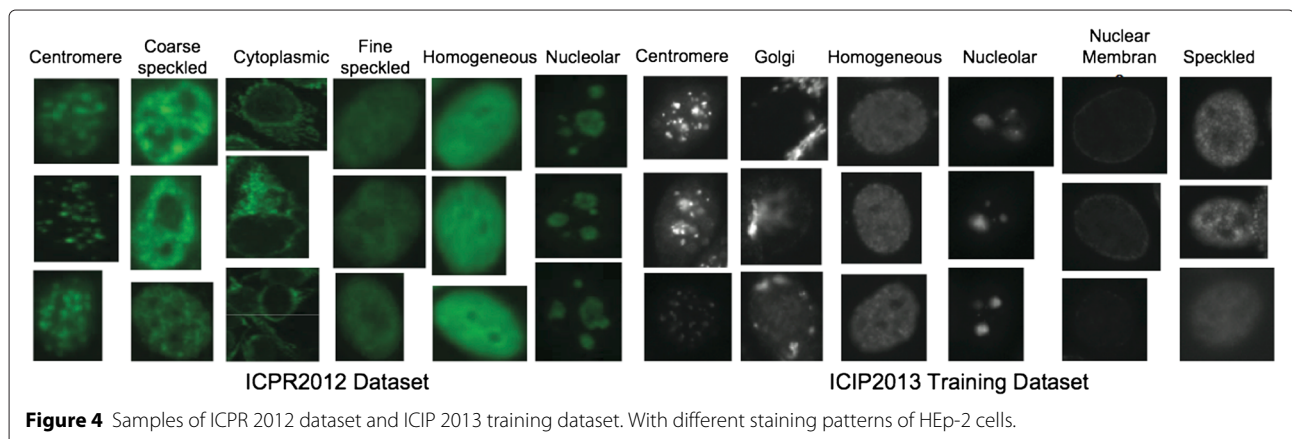 Centromere
Coarse
speckled
Cytoplasmic
Fine
speckled
Homogeneous
Nucleolar
Centromere
Golgi
Homogeneous
Nucleolar
Nuclear
Membran
Speckled
ICPR2012 Dataset
ICIP2013 Training Dataset
Figure 4 Samples of ICPR 2012 dataset and ICIP 2013 training dataset. With different staining patterns of HEp-2 cells.